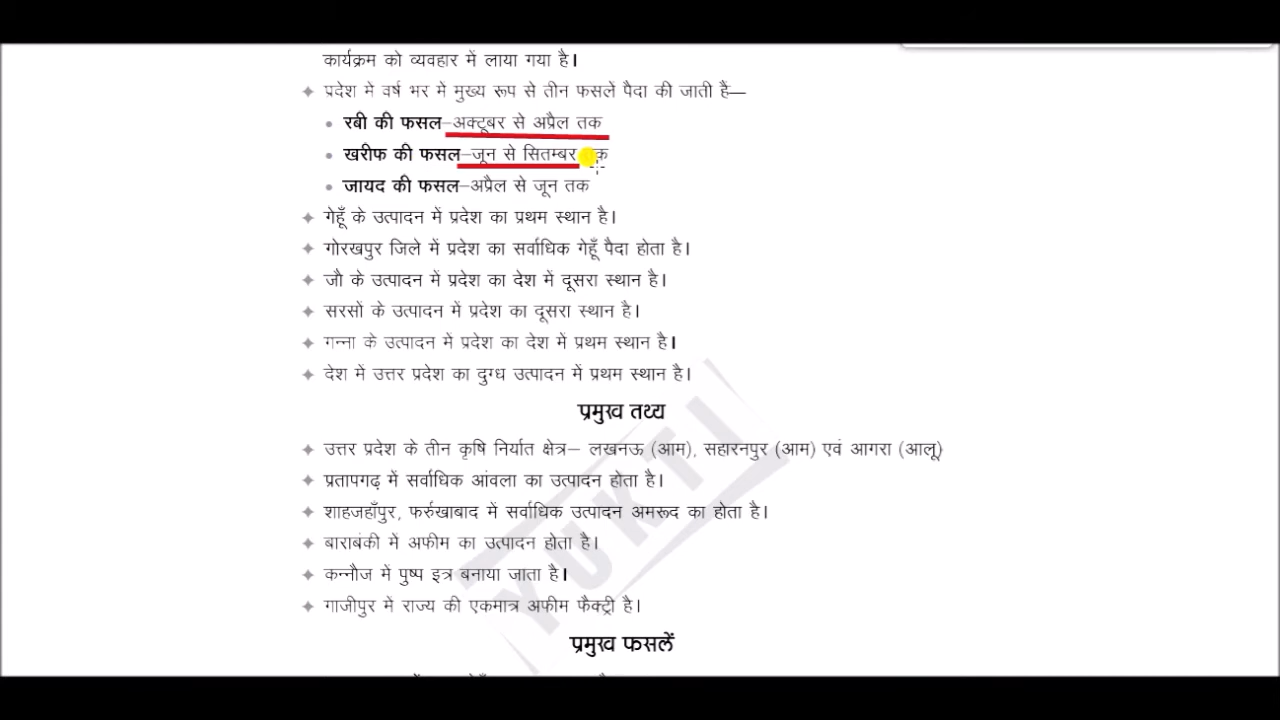 कार्यक्रम को व्यवहार में लाया गया है।
प्रदेश में वर्ष भर में मुख्य रूप से तीन फसलें पैदा की जाती हैं—
रबी की फसल–अक्टूबर से अप्रैल तक
खरीफ की फसल–जून से सितम्बर तक
जायद की फसल–अप्रैल से जून तक
गेहूँ के उत्पादन में प्रदेश का प्रथम स्थान है।
गोरखपुर जिले में प्रदेश का सर्वाधिक गेहूँ पैदा होता है।
जौ के उत्पादन में प्रदेश का देश में दूसरा स्थान है।
सरसों के उत्पादन में प्रदेश का दूसरा स्थान है।
गन्ना के उत्पादन में प्रदेश का देश में प्रथम स्थान है।
देश में उत्तर प्रदेश का दुग्ध उत्पादन में प्रथम स्थान है।
प्रमुख तथ्य
उत्तर प्रदेश के तीन कृषि निर्यात क्षेत्र– लखनऊ (आम), सहारनपुर (आम) एवं आगरा (आलू)
प्रतापगढ़ में सर्वाधिक आंवला का उत्पादन होता है।
शाहजहाँपुर, फर्रुखाबाद में सर्वाधिक उत्पादन अमरूद का होता है।
बाराबंकी में अफीम का उत्पादन होता है।
कन्नौज में पुष्प इत्र बनाया जाता है।
गाजीपुर में राज्य की एकमात्र अफीम फैक्ट्री है।
YUKTI
प्रमुख फसलें